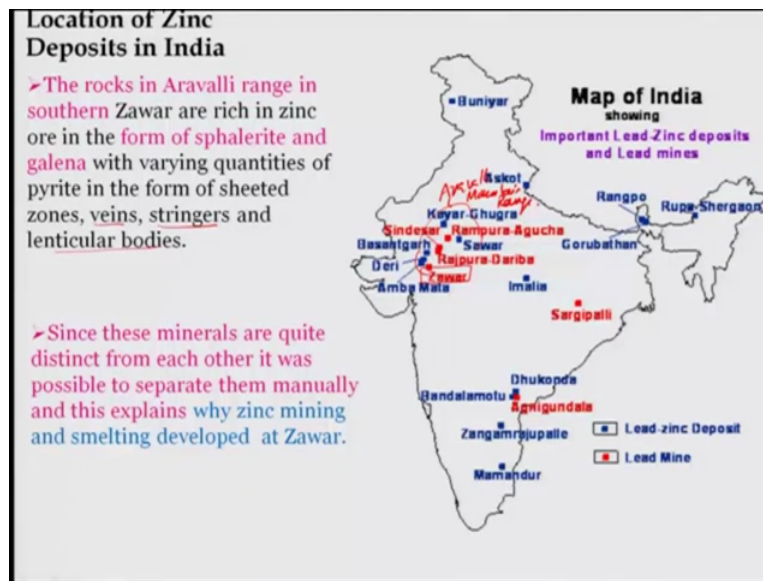 Location of Zinc
Deposits in India
➤The rocks in Aravalli range in
southern Zawar are rich in zinc
ore in the form of sphalerite and
galena with varying quantities of
pyrite in the form of sheeted
zones, veins, stringers and
lenticular bodies.
➤Since these minerals are quite
distinct from each other it was
possible to separate them manually
and this explains why zinc mining
and smelting developed at Zawar.
Map of India
showing
Important Lead-Zinc deposits
and Lead mines
Buniyar
Askot
Mountain
Range
Kayar Ghugra
Sindesar
Rampura-Agucha
Basantgarh
Sawar
Deri
Rajpura-Dariba
Zawar
Amba Mata
Imalia
Rangpo
Rupa-Shergaon
Gorubathan
Sargipalli
Dhukonda
Bandalamotu
Agnigundala
Zangamrajupalle
Mamandur
Lead-zinc Deposit
Lead Mine